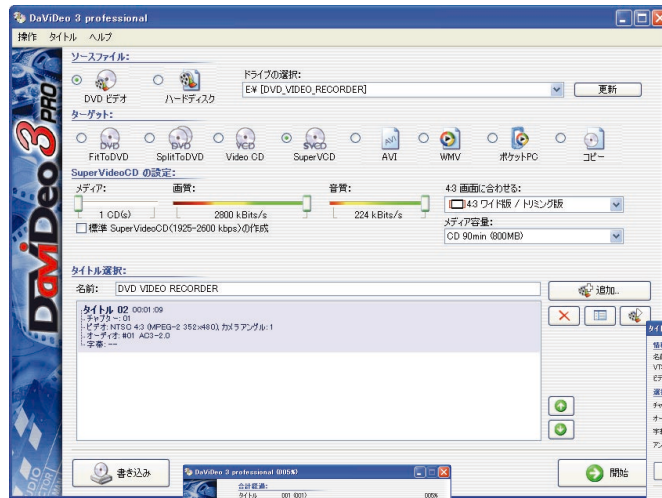 DaViDeo 3 professional
操作 タイトル ヘルプ
ソースファイル:
DVD ビデオ
ハードディスク
ドライブの選択:
E:¥ [DVD_VIDEO_RECORDER]
更新
ターゲット:
FitToDVD SplitToDVD Video CD SuperVCD AVI WMV ポケットPC コピー
SuperVideoCD の設定:
メディア: 画質: 音質: 4:3 画面に合わせる:
1 CD(s) 2800 kBits/s 224 kBits/s
4:3 ワイド版 / トリミング版
標準 SuperVideoCD(1925-2600 kbps)の作成
メディア容量:
CD 90min (800MB)
タイトル選択:
名前: DVD VIDEO RECORDER
追加..
タイトル 02 00:01:09
チャプター: 01
ビデオ: NTSC 4:3 (MPEG-2 352x480), カメラアングル: 1
オーディオ: #01 AC3-2.0
字幕: --
書き込み
開始
DaViDeo 3 professional (005%)
合計経過:
タイトル 001 (001) 005%
DaViDeo 3 PRO